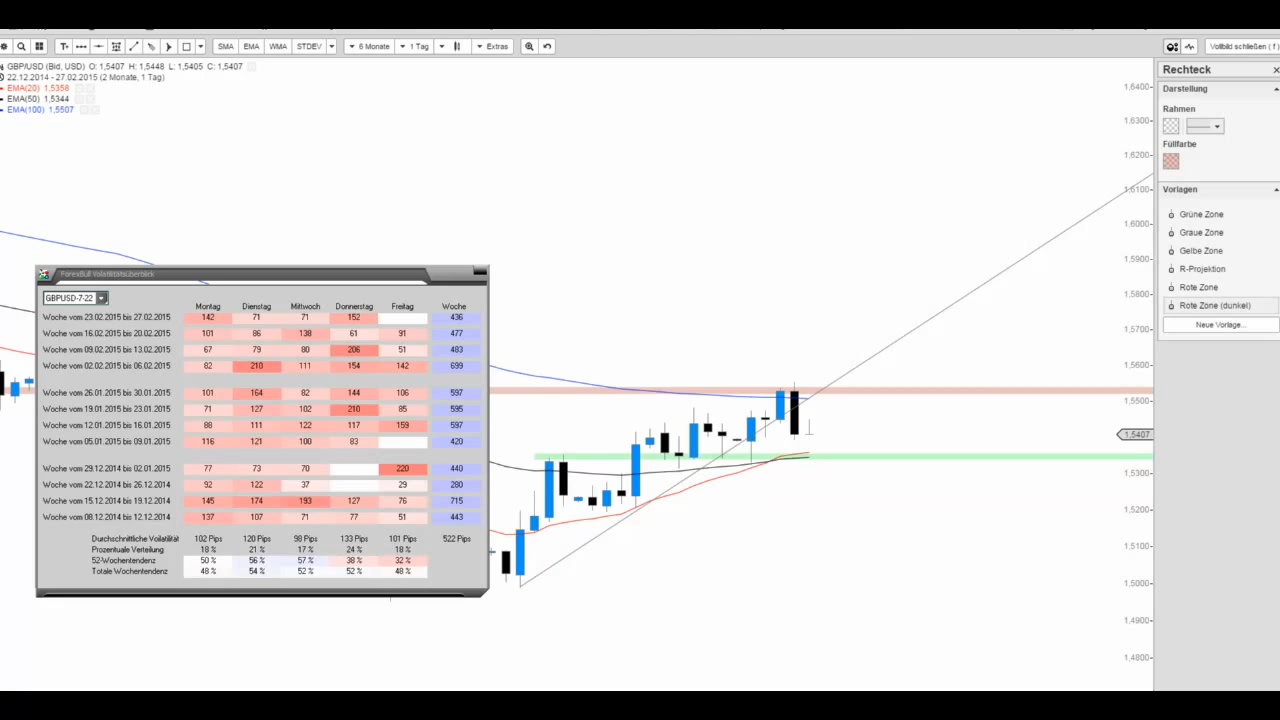 SMA EMA WMA STDEV 6 Monate 1 Tag Extras Vollbild schließen ( f )
GBP/USD (Bid, USD) O: 1,5407 H: 1,5448 L: 1,5405 C: 1,5407
22.12.2014 - 27.02.2015 (2 Monate, 1 Tag)
EMA(20) 1,5358
EMA(50) 1,5344
EMA(100) 1,5507
ForexBull Volatilitätsüberblick
GBPUSD-7-22
Montag Dienstag Mittwoch Donnerstag Freitag Woche
Woche vom 23.02.2015 bis 27.02.2015 142 71 71 152 436
Woche vom 16.02.2015 bis 20.02.2015 101 86 138 61 91 477
Woche vom 09.02.2015 bis 13.02.2015 67 79 80 206 51 483
Woche vom 02.02.2015 bis 06.02.2015 82 210 111 154 142 699
Woche vom 26.01.2015 bis 30.01.2015 101 164 82 144 106 597
Woche vom 19.01.2015 bis 23.01.2015 71 127 102 210 85 595
Woche vom 12.01.2015 bis 16.01.2015 88 111 122 117 159 597
Woche vom 05.01.2015 bis 09.01.2015 116 121 100 83 420
Woche vom 29.12.2014 bis 02.01.2015 77 73 70 220 440
Woche vom 22.12.2014 bis 26.12.2014 92 122 37 29 280
Woche vom 15.12.2014 bis 19.12.2014 145 174 193 127 76 715
Woche vom 08.12.2014 bis 12.12.2014 137 107 71 77 51 443
Durchschnittliche Volatilität 102 Pips 120 Pips 98 Pips 133 Pips 101 Pips 522 Pips
Prozentuale Verteilung 18 % 21 % 17 % 24 % 18 %
52-Wochentendenz 50 % 56 % 57 % 38 % 32 %
Totale Wochentendenz 48 % 54 % 52 % 52 % 48 %
1,6400
1,6300
1,6200
1,6100
1,6000
1,5900
1,5800
1,5700
1,5600
1,5500
1,5407
1,5300
1,5200
1,5100
1,5000
1,4900
1,4800
Rechteck
Darstellung
Rahmen
Füllfarbe
Vorlagen
Grüne Zone
Graue Zone
Gelbe Zone
R-Projektion
Rote Zone
Rote Zone (dunkel)
Neue Vorlage...